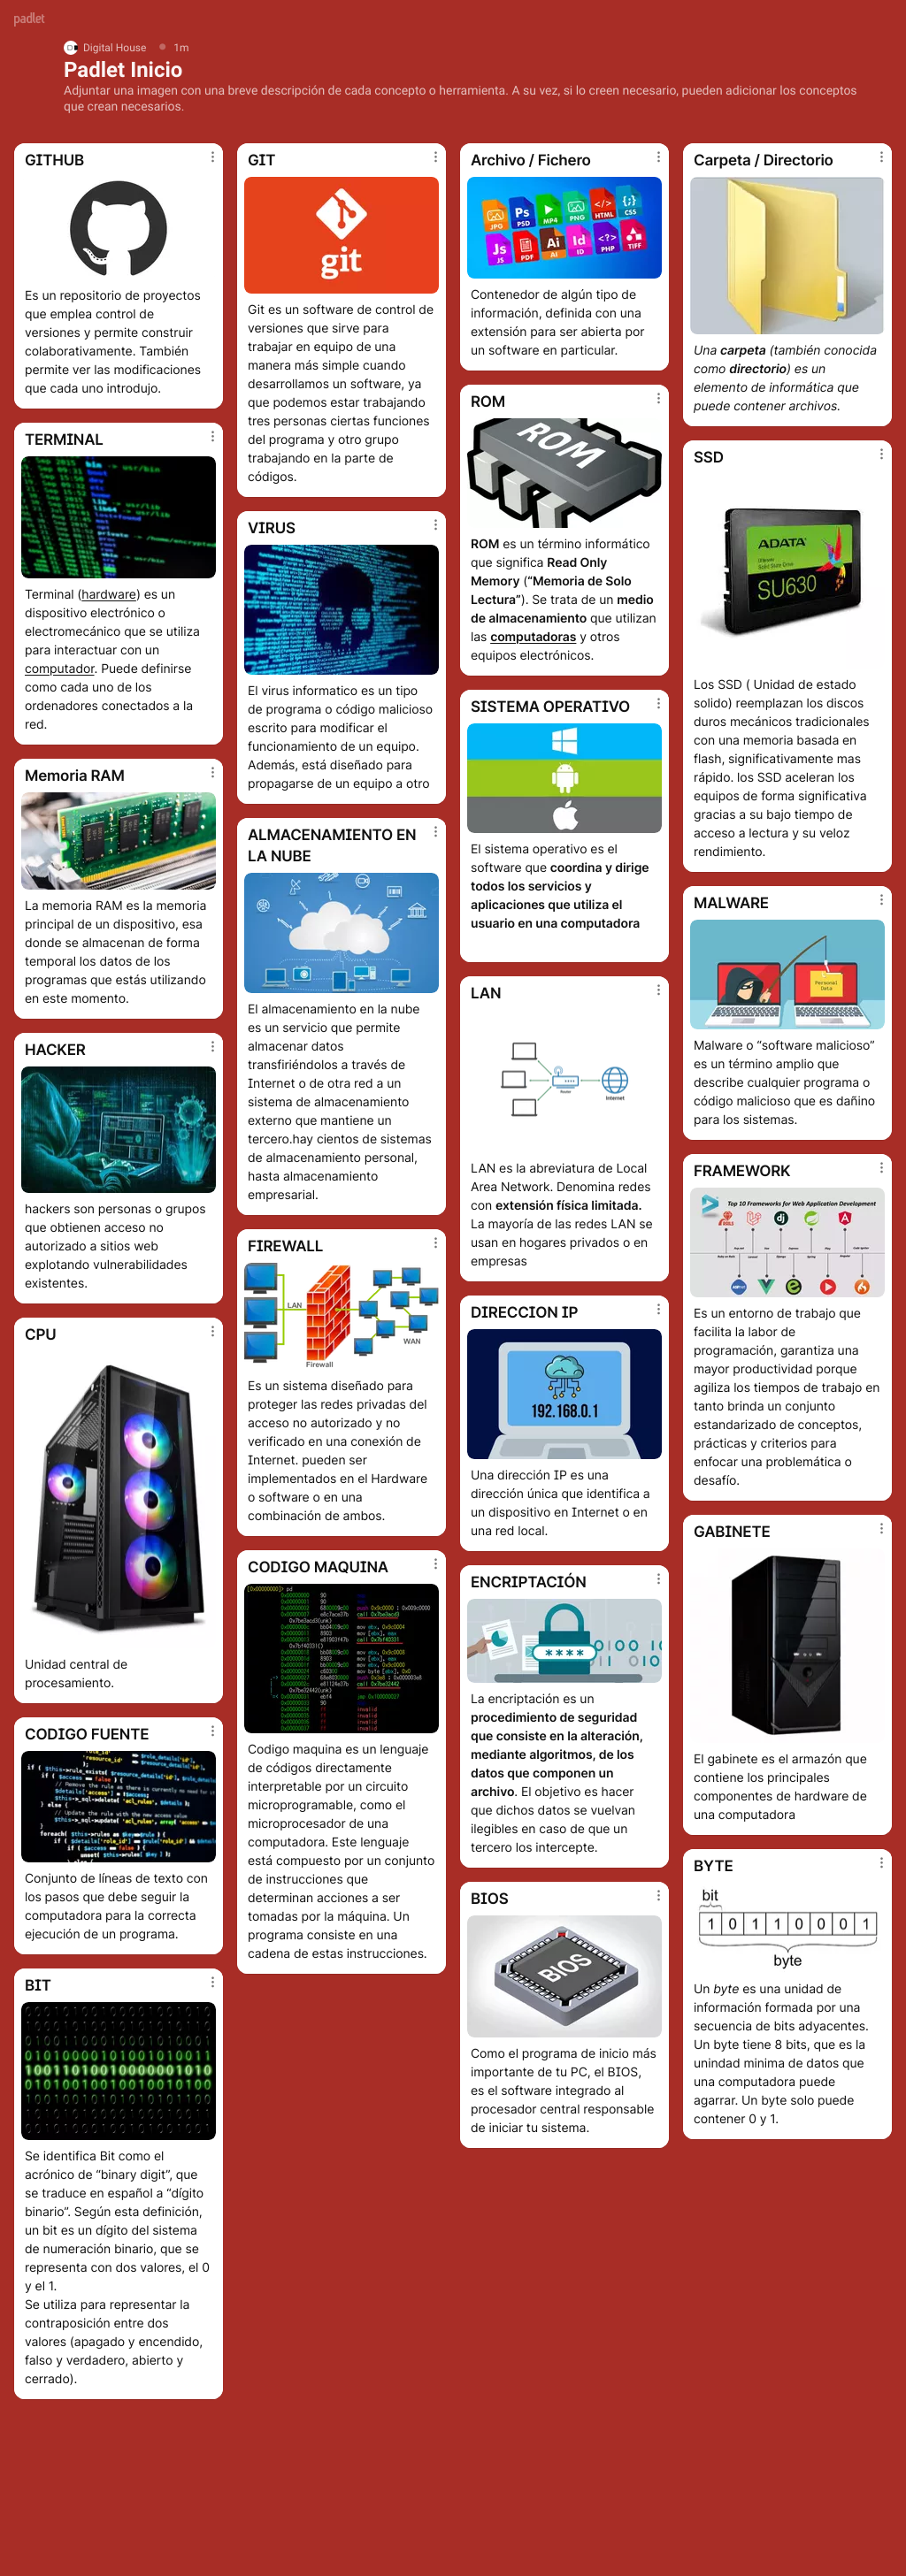 padlet
Digital House 1m
Padlet Inicio
Adjuntar una imagen con una breve descripción de cada concepto o herramienta. A su vez, si lo creen necesario, pueden adicionar los conceptos
que crean necesarios.
GITHUB
Es un repositorio de proyectos
que emplea control de
versiones y permite construir
colaborativamente. También
permite ver las modificaciones
que cada uno introdujo.
TERMINAL
Terminal (hardware) es un
dispositivo electrónico o
electromecánico que se utiliza
para interactuar con un
computador. Puede definirse
como cada uno de los
ordenadores conectados a la
red.
Memoria RAM
La memoria RAM es la memoria
principal de un dispositivo, esa
donde se almacenan de forma
temporal los datos de los
programas que estás utilizando
en este momento.
HACKER
hackers son personas o grupos
que obtienen acceso no
autorizado a sitios web
explotando vulnerabilidades
existentes.
CPU
Unidad central de
procesamiento.
CODIGO FUENTE
Conjunto de líneas de texto con
los pasos que debe seguir la
computadora para la correcta
ejecución de un programa.
BIT
Se identifica Bit como el
acrónico de “binary digit”, que
se traduce en español a “dígito
binario”. Según esta definición,
un bit es un dígito del sistema
de numeración binario, que se
representa con dos valores, el 0
y el 1.
Se utiliza para representar la
contraposición entre dos
valores (apagado y encendido,
falso y verdadero, abierto y
cerrado).
GIT
git
Git es un software de control de
versiones que sirve para
trabajar en equipo de una
manera más simple cuando
desarrollamos un software, ya
que podemos estar trabajando
tres personas ciertas funciones
del programa y otro grupo
trabajando en la parte de
códigos.
VIRUS
El virus informatico es un tipo
de programa o código malicioso
escrito para modificar el
funcionamiento de un equipo.
Además, está diseñado para
propagarse de un equipo a otro
ALMACENAMIENTO EN
LA NUBE
El almacenamiento en la nube
es un servicio que permite
almacenar datos
transfiriéndolos a través de
Internet o de otra red a un
sistema de almacenamiento
externo que mantiene un
tercero.hay cientos de sistemas
de almacenamiento personal,
hasta almacenamiento
empresarial.
FIREWALL
LAN
WAN
Firewall
Es un sistema diseñado para
proteger las redes privadas del
acceso no autorizado y no
verificado en una conexión de
Internet. pueden ser
implementados en el Hardware
o software o en una
combinación de ambos.
CODIGO MAQUINA
Codigo maquina es un lenguaje
de códigos directamente
interpretable por un circuito
microprogramable, como el
microprocesador de una
computadora. Este lenguaje
está compuesto por un conjunto
de instrucciones que
determinan acciones a ser
tomadas por la máquina. Un
programa consiste en una
cadena de estas instrucciones.
Archivo / Fichero
JPG PSD MP4 PNG HTML CSS
JS PDF AI ID PHP TIFF
Contenedor de algún tipo de
información, definida con una
extensión para ser abierta por
un software en particular.
ROM
ROM
ROM es un término informático
que significa Read Only
Memory (“Memoria de Solo
Lectura”). Se trata de un medio
de almacenamiento que utilizan
las computadoras y otros
equipos electrónicos.
SISTEMA OPERATIVO
El sistema operativo es el
software que coordina y dirige
todos los servicios y
aplicaciones que utiliza el
usuario en una computadora
LAN
Router
Internet
LAN es la abreviatura de Local
Area Network. Denomina redes
con extensión física limitada.
La mayoría de las redes LAN se
usan en hogares privados o en
empresas
DIRECCION IP
192.168.0.1
Una dirección IP es una
dirección única que identifica a
un dispositivo en Internet o en
una red local.
ENCRIPTACIÓN
****
La encriptación es un
procedimiento de seguridad
que consiste en la alteración,
mediante algoritmos, de los
datos que componen un
archivo. El objetivo es hacer
que dichos datos se vuelvan
ilegibles en caso de que un
tercero los intercepte.
BIOS
BIOS
Como el programa de inicio más
importante de tu PC, el BIOS,
es el software integrado al
procesador central responsable
de iniciar tu sistema.
Carpeta / Directorio
Una carpeta (también conocida
como directorio) es un
elemento de informática que
puede contener archivos.
SSD
ADATA
SU630
Los SSD ( Unidad de estado
solido) reemplazan los discos
duros mecánicos tradicionales
con una memoria basada en
flash, significativamente mas
rápido. los SSD aceleran los
equipos de forma significativa
gracias a su bajo tiempo de
acceso a lectura y su veloz
rendimiento.
MALWARE
Personal
Data
Malware o “software malicioso”
es un término amplio que
describe cualquier programa o
código malicioso que es dañino
para los sistemas.
FRAMEWORK
Top 10 Frameworks for Web Application Development
Es un entorno de trabajo que
facilita la labor de
programación, garantiza una
mayor productividad porque
agiliza los tiempos de trabajo en
tanto brinda un conjunto
estandarizado de conceptos,
prácticas y criterios para
enfocar una problemática o
desafío.
GABINETE
El gabinete es el armazón que
contiene los principales
componentes de hardware de
una computadora
BYTE
bit
1 0 1 1 0 0 0 1
byte
Un byte es una unidad de
información formada por una
secuencia de bits adyacentes.
Un byte tiene 8 bits, que es la
unindad minima de datos que
una computadora puede
agarrar. Un byte solo puede
contener 0 y 1.